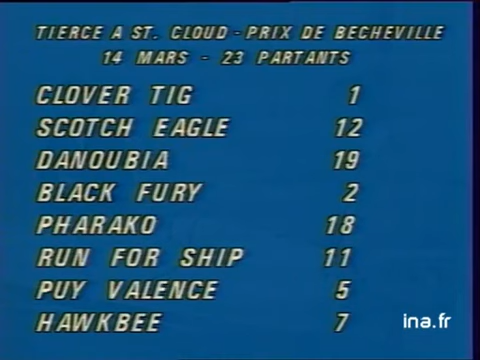 TIERCE A ST. CLOUD - PRIX DE BECHEVILLE
14 MARS - 23 PARTANTS
CLOVER TIG 1
SCOTCH EAGLE 12
DANOUBIA 19
BLACK FURY 2
PHARAKO 18
RUN FOR SHIP 11
PUY VALENCE 5
HAWKBEE 7
ina.fr